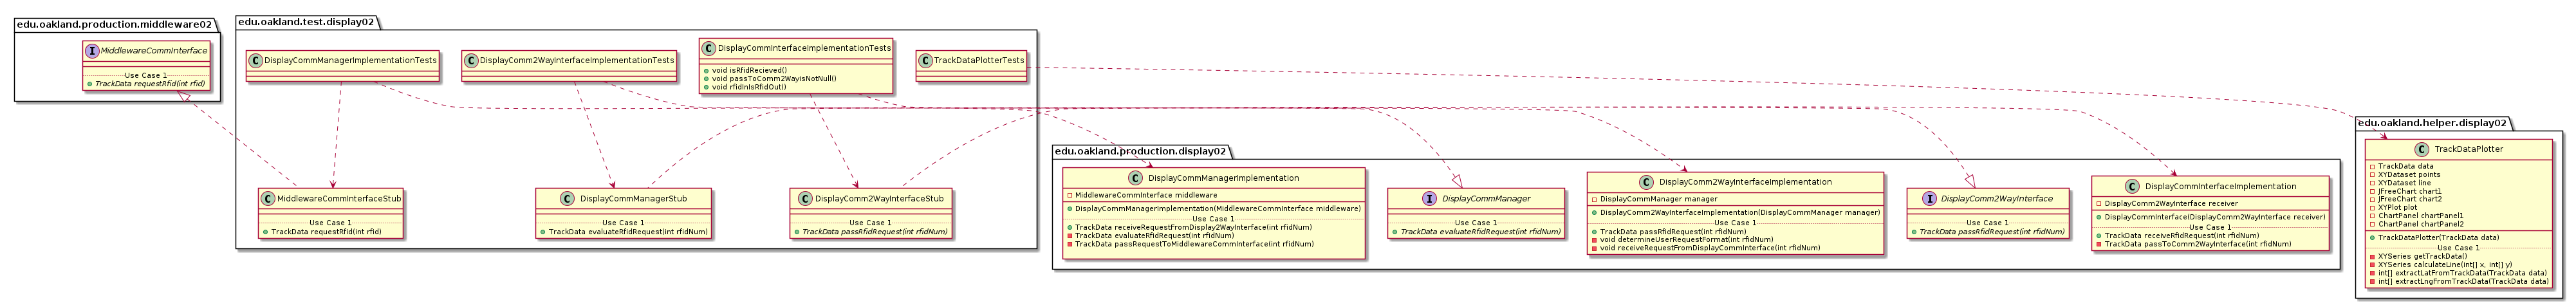 edu.oakland.production.middleware02
I MiddlewareCommInterface
Use Case 1
TrackData requestRfid(int rfid)
edu.oakland.test.display02
C DisplayCommManagerImplementationTests
C DisplayComm2WayInterfaceImplementationTests
C DisplayCommInterfaceImplementationTests
void isRfidRecieved()
void passToComm2WayisNotNull()
void rfidInIsRfidOut()
C TrackDataPlotterTests
C MiddlewareCommInterfaceStub
Use Case 1
TrackData requestRfid(int rfid)
C DisplayCommManagerStub
Use Case 1
TrackData evaluateRfidRequest(int rfidNum)
C DisplayComm2WayInterfaceStub
Use Case 1
TrackData passRfidRequest(int rfidNum)
edu.oakland.production.display02
C DisplayCommManagerImplementation
MiddlewareCommInterface middleware
DisplayCommManagerImplementation(MiddlewareCommInterface middleware)
Use Case 1
TrackData receiveRequestFromDisplay2WayInterface(int rfidNum)
TrackData evaluateRfidRequest(int rfidNum)
TrackData passRequestToMiddlewareCommInterface(int rfidNum)
I DisplayCommManager
Use Case 1
TrackData evaluateRfidRequest(int rfidNum)
C DisplayComm2WayInterfaceImplementation
DisplayCommManager manager
DisplayComm2WayInterfaceImplementation(DisplayCommManager manager)
Use Case 1
TrackData passRfidRequest(int rfidNum)
void determineUserRequestFormat(int rfidNum)
void receiveRequestFromDisplayCommInterface(int rfidNum)
I DisplayComm2WayInterface
Use Case 1
TrackData passRfidRequest(int rfidNum)
C DisplayCommInterfaceImplementation
DisplayComm2WayInterface receiver
DisplayCommInterface(DisplayComm2WayInterface receiver)
Use Case 1
TrackData receiveRfidRequest(int rfidNum)
TrackData passToComm2WayInterface(int rfidNum)
edu.oakland.helper.display02
C TrackDataPlotter
TrackData data
XYDataset points
XYDataset line
JFreeChart chart1
JFreeChart chart2
XYPlot plot
ChartPanel chartPanel1
ChartPanel chartPanel2
TrackDataPlotter(TrackData data)
Use Case 1
XYSeries getTrackData()
XYSeries calculateLine(int[] x, int[] y)
int[] extractLatFromTrackData(TrackData data)
int[] extractLngFromTrackData(TrackData data)